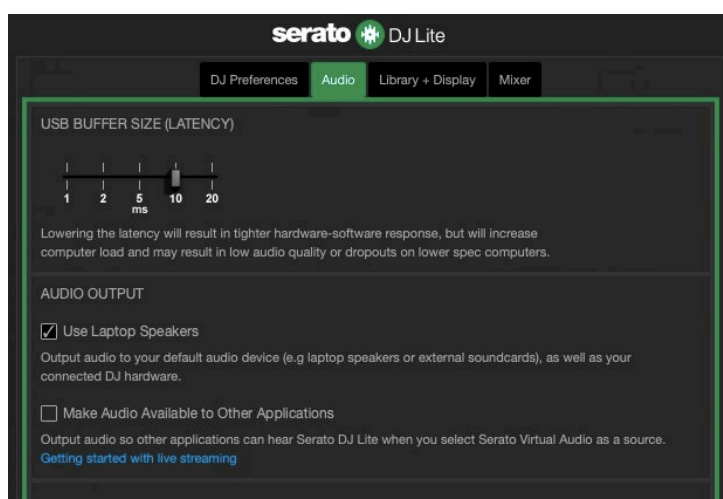 serato DJ Lite
DJ Preferences Audio Library + Display Mixer
USB BUFFER SIZE (LATENCY)
1 2 5 10 20
ms
Lowering the latency will result in tighter hardware-software response, but will increase
computer load and may result in low audio quality or dropouts on lower spec computers.
AUDIO OUTPUT
Use Laptop Speakers
Output audio to your default audio device (e.g laptop speakers or external soundcards), as well as your
connected DJ hardware.
Make Audio Available to Other Applications
Output audio so other applications can hear Serato DJ Lite when you select Serato Virtual Audio as a source.
Getting started with live streaming